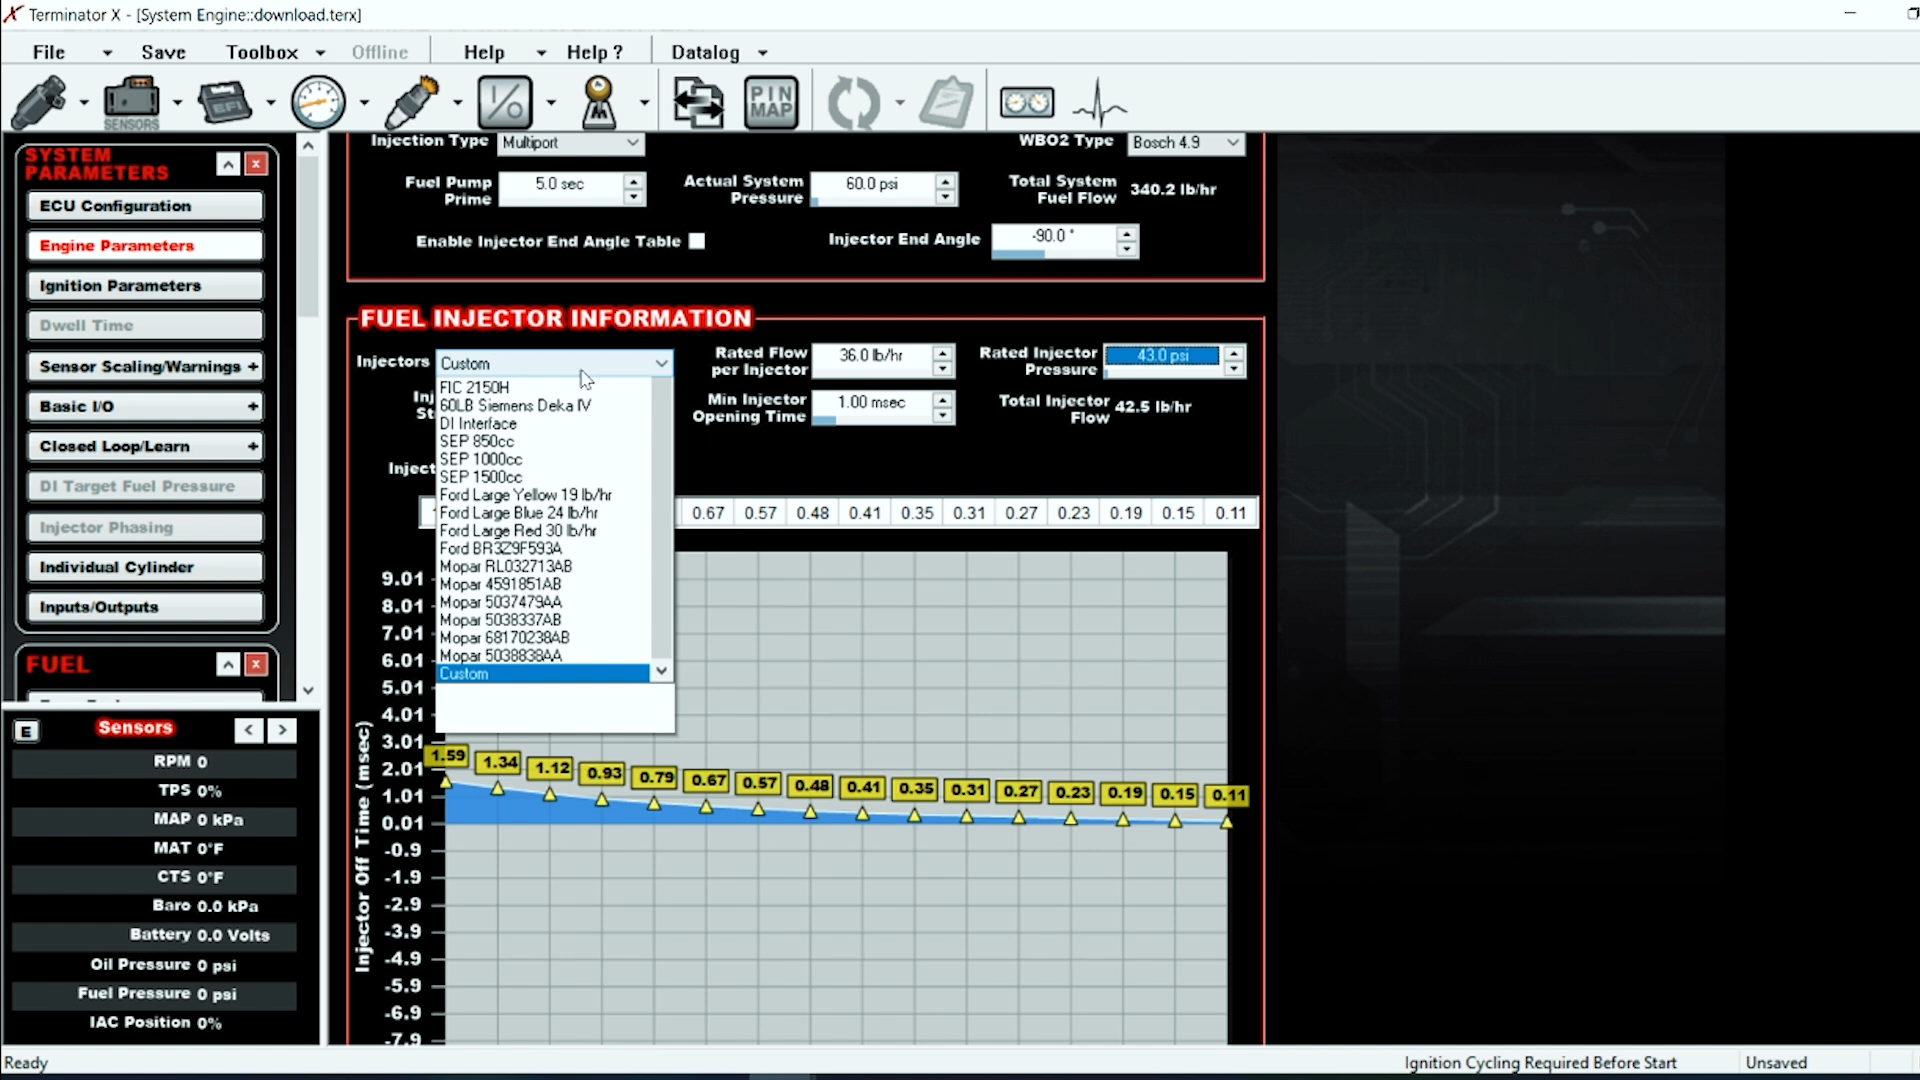 Terminator X - [System Engine::download.terx]
File Save Toolbox Offline Help Help ? Datalog
EFI
SENSORS
I/O
PIN
MAP
SYSTEM
PARAMETERS
ECU Configuration
Engine Parameters
Ignition Parameters
Dwell Time
Sensor Scaling/Warnings +
Basic I/O +
Closed Loop/Learn +
DI Target Fuel Pressure
Injector Phasing
Individual Cylinder
Inputs/Outputs
FUEL
E Sensors < >
RPM 0
TPS 0%
MAP 0 kPa
MAT 0°F
CTS 0°F
Baro 0.0 kPa
Battery 0.0 Volts
Oil Pressure 0 psi
Fuel Pressure 0 psi
IAC Position 0%
Injection Type Multiport WBO2 Type Bosch 4.9
Fuel Pump
Prime 5.0 sec
Actual System
Pressure 60.0 psi
Total System
Fuel Flow 340.2 lb/hr
Enable Injector End Angle Table Injector End Angle -90.0 °
FUEL INJECTOR INFORMATION
Injectors Custom
Rated Flow
per Injector 36.0 lb/hr
Rated Injector
Pressure 43.0 psi
Inj
St
Min Injector
Opening Time 1.00 msec
Total Injector
Flow 42.5 lb/hr
Inject
FIC 2150H
60LB Siemens Deka IV
DI Interface
SEP 850cc
SEP 1000cc
SEP 1500cc
Ford Large Yellow 19 lb/hr
Ford Large Blue 24 lb/hr
Ford Large Red 30 lb/hr
Ford BR3Z9F593A
Mopar RL032713AB
Mopar 4591851AB
Mopar 5037479AA
Mopar 5038337AB
Mopar 68170238AB
Mopar 5038838AA
Custom
0.67 0.57 0.48 0.41 0.35 0.31 0.27 0.23 0.19 0.15 0.11
Injector Off Time (msec)
9.01
8.01
7.01
6.01
5.01
4.01
3.01
2.01
1.01
0.01
-0.9
-1.9
-2.9
-3.9
-4.9
-5.9
-6.9
-7.9
1.59 1.34 1.12 0.93 0.79 0.67 0.57 0.48 0.41 0.35 0.31 0.27 0.23 0.19 0.15 0.11
Ready Ignition Cycling Required Before Start Unsaved